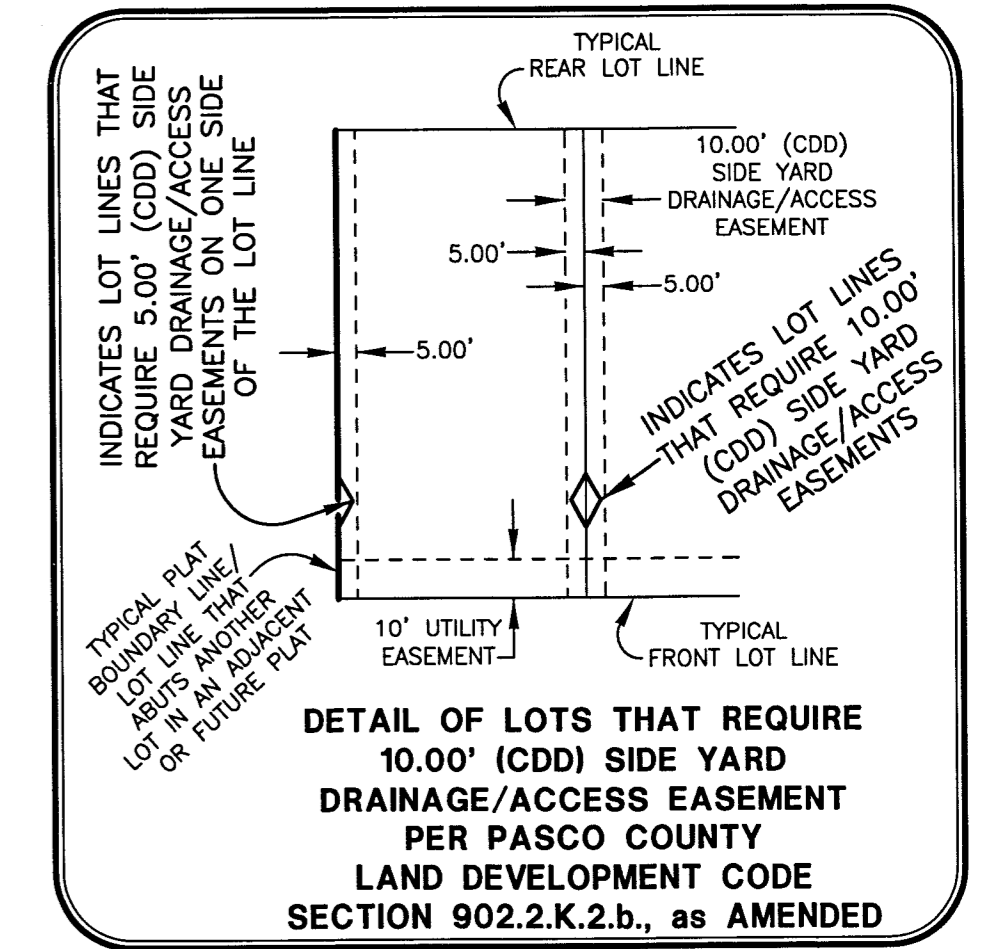 TYPICAL
REAR LOT LINE
INDICATES LOT LINES THAT
REQUIRE 5.00' (CDD) SIDE
YARD DRAINAGE/ACCESS
EASEMENTS ON ONE SIDE
OF THE LOT LINE
10.00' (CDD)
SIDE YARD
DRAINAGE/ACCESS
EASEMENT
5.00'
5.00'
5.00'
INDICATES LOT LINES
THAT REQUIRE 10.00'
(CDD) SIDE YARD
DRAINAGE/ACCESS
EASEMENTS
TYPICAL PLAT
BOUNDARY LINE/
LOT LINE THAT
ABUTS ANOTHER
LOT IN AN ADJACENT
OR FUTURE PLAT
10' UTILITY
EASEMENT
TYPICAL
FRONT LOT LINE
DETAIL OF LOTS THAT REQUIRE
10.00' (CDD) SIDE YARD
DRAINAGE/ACCESS EASEMENT
PER PASCO COUNTY
LAND DEVELOPMENT CODE
SECTION 902.2.K.2.b., as AMENDED